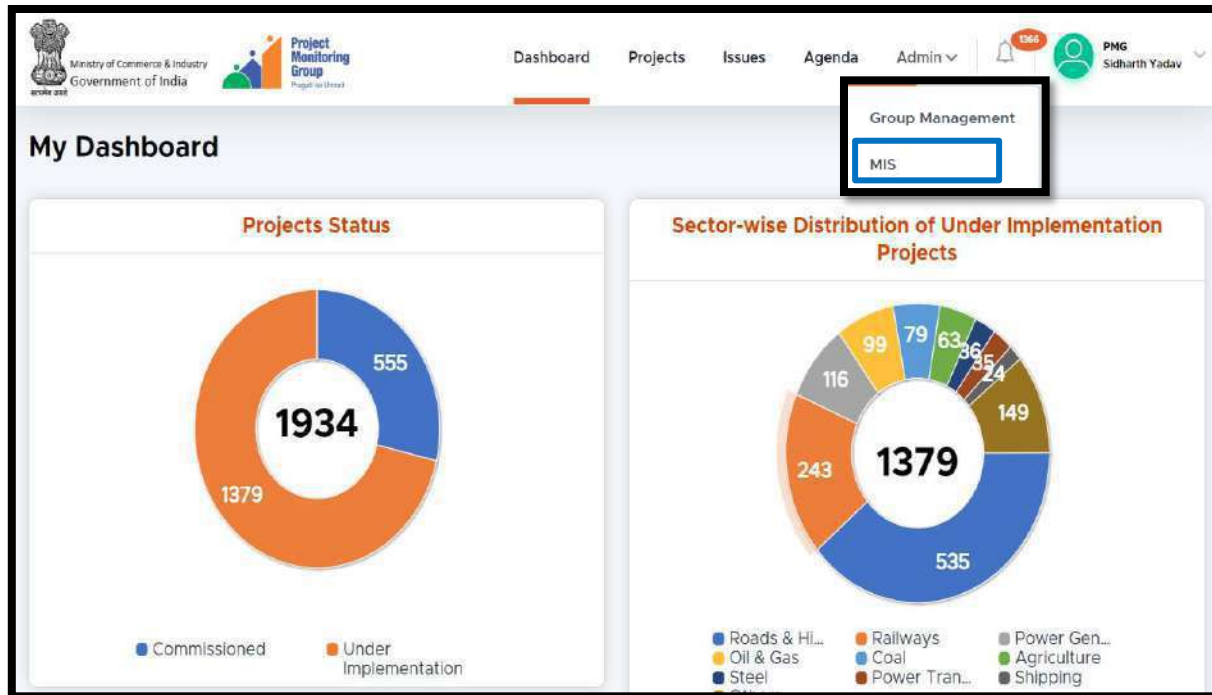 Ministry of Commerce & Industry
Government of India
सत्यमेव जयते
Project
Monitoring
Group
Dashboard
Projects
Issues
Agenda
Admin
1366
PMG
Sidharth Yadav
Group Management
MIS
My Dashboard
Projects Status
555
1934
1379
Commissioned
Under
Implementation
Sector-wise Distribution of Under Implementation
Projects
99
79
63
36
35
24
116
149
243
1379
535
Roads & Hi...
Railways
Power Gen...
Oil & Gas
Coal
Agriculture
Steel
Power Tran...
Shipping